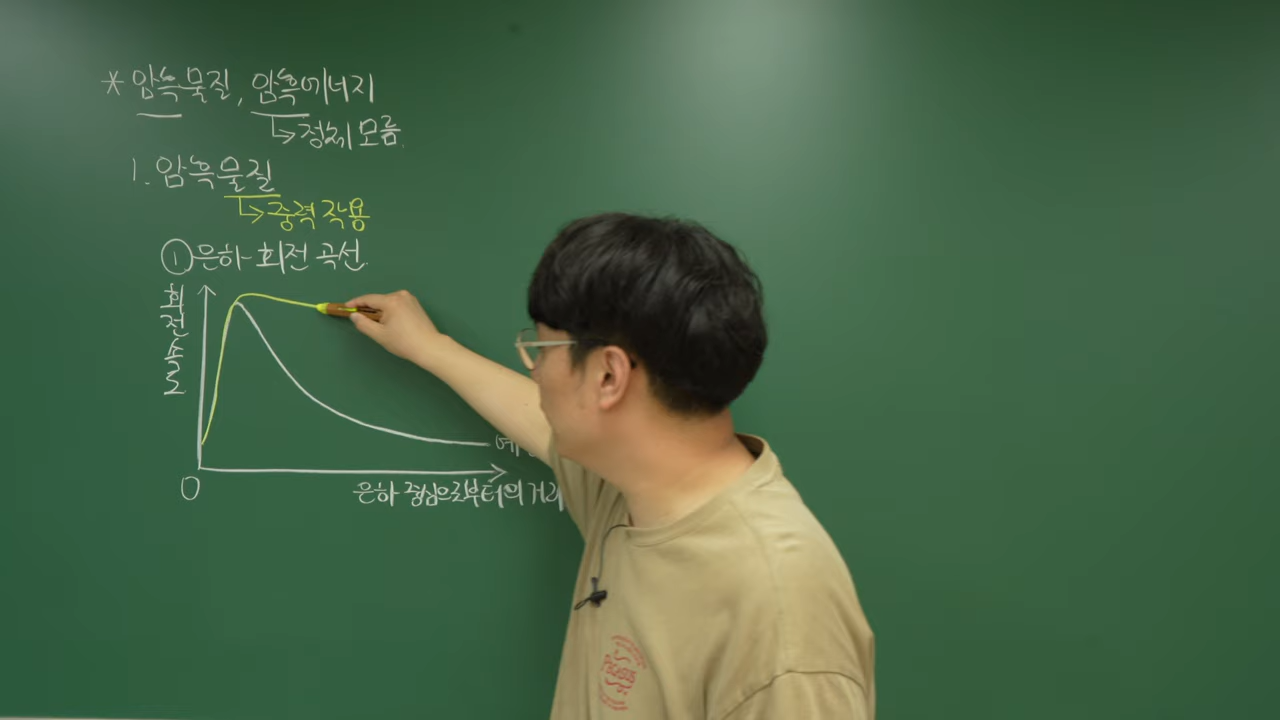 * 암흑물질, 암흑에너지
↳ 정체 모름.
1. 암흑물질
↳ 중력 작용
① 은하 회전 곡선
회전속도
예
0
은하 중심으로부터의 거리
PEGASUS